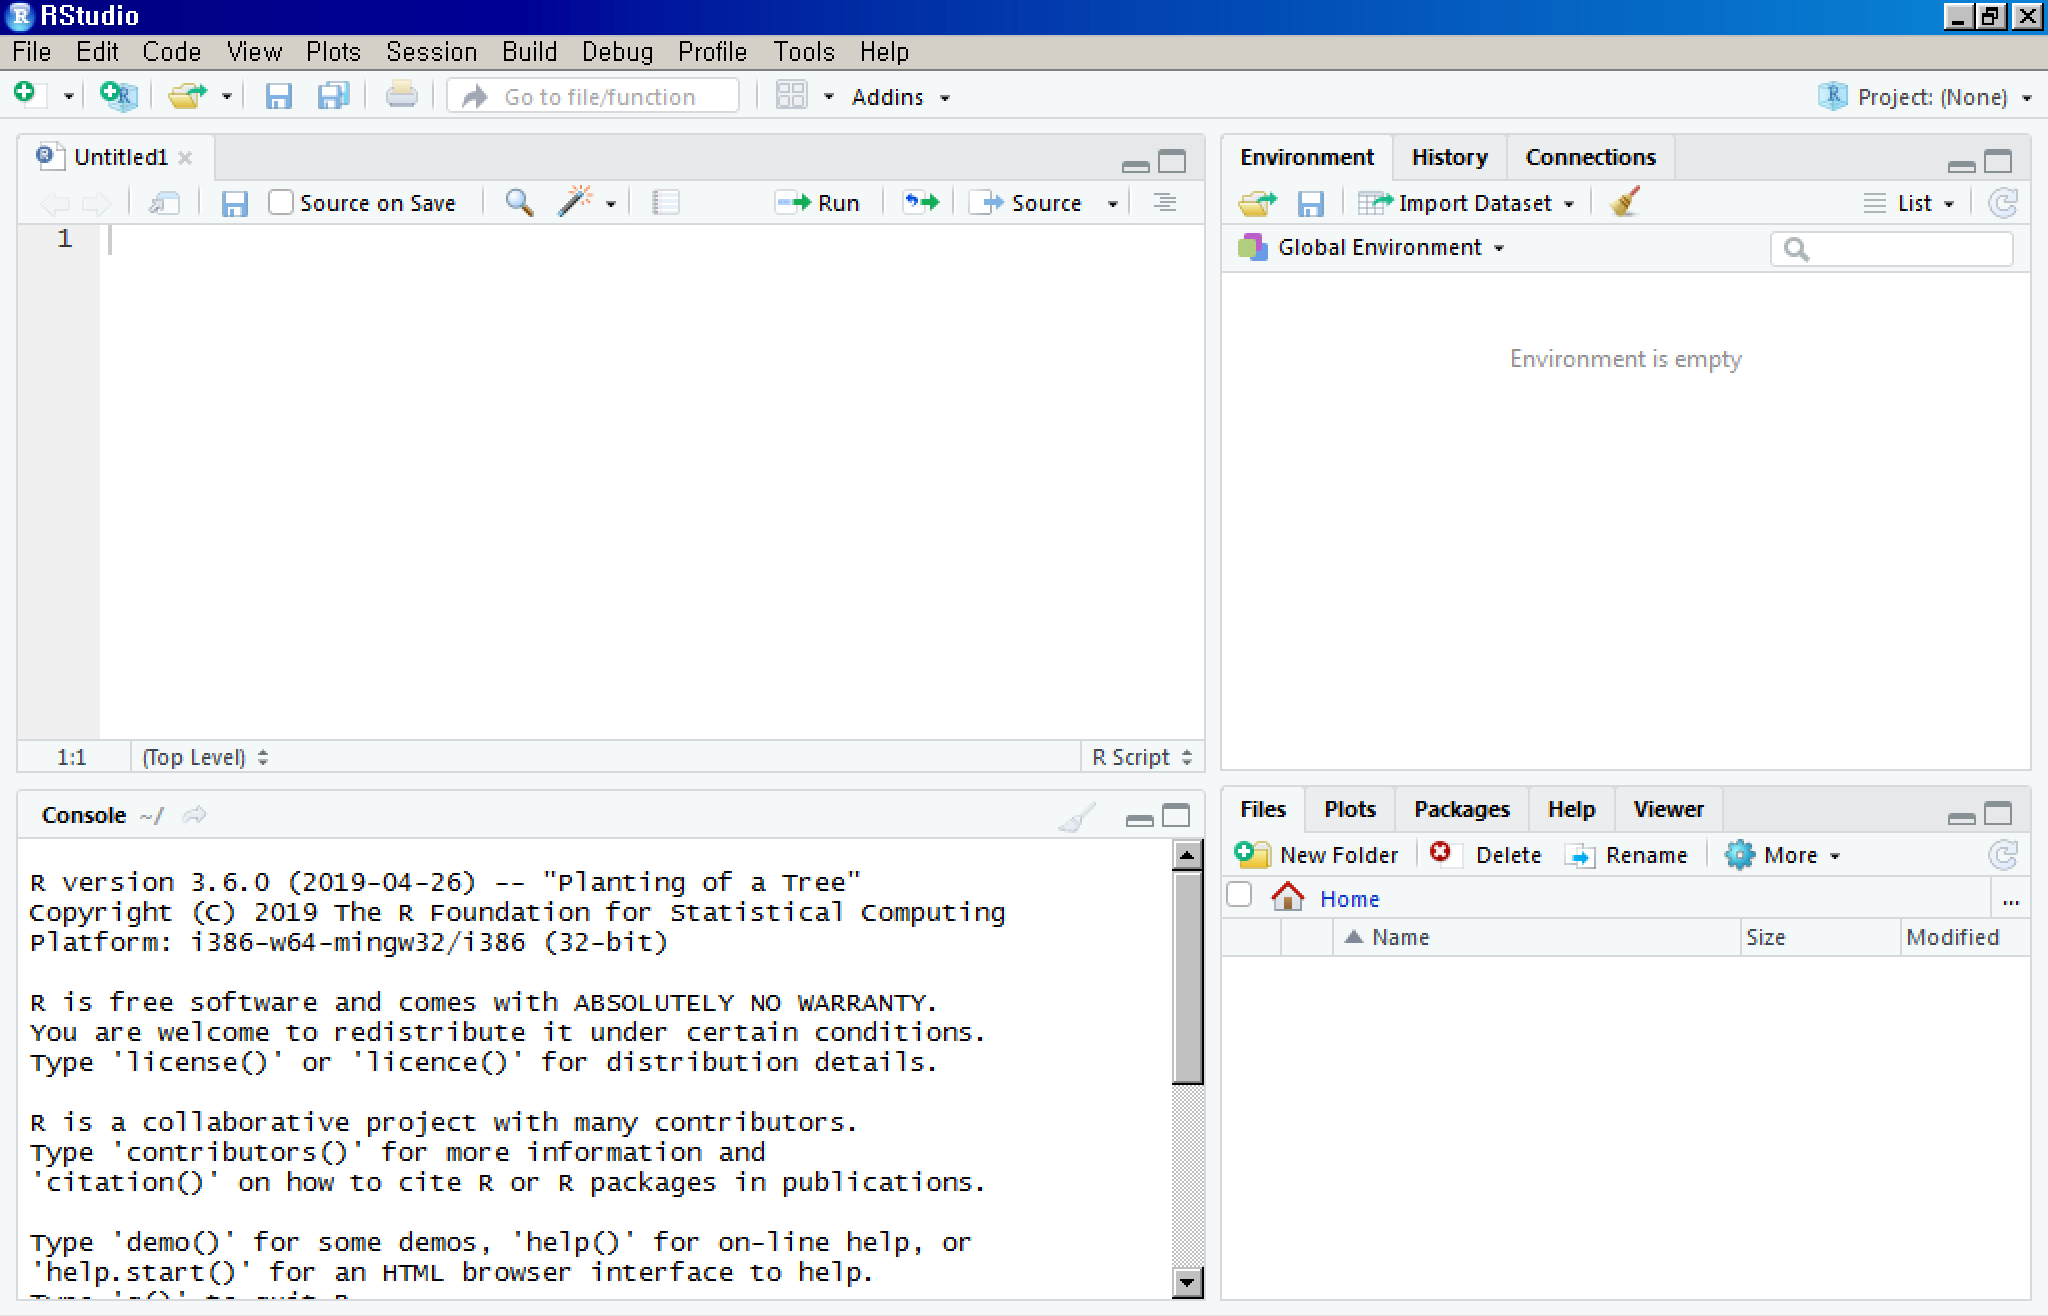 RStudio
File Edit Code View Plots Session Build Debug Profile Tools Help
Go to file/function Addins Project: (None)
Untitled1
Source on Save Run Source
1
1:1 (Top Level) R Script
Console ~/
R version 3.6.0 (2019-04-26) -- "Planting of a Tree"
Copyright (C) 2019 The R Foundation for Statistical Computing
Platform: i386-w64-mingw32/i386 (32-bit)
R is free software and comes with ABSOLUTELY NO WARRANTY.
You are welcome to redistribute it under certain conditions.
Type 'license()' or 'licence()' for distribution details.
R is a collaborative project with many contributors.
Type 'contributors()' for more information and
'citation()' on how to cite R or R packages in publications.
Type 'demo()' for some demos, 'help()' for on-line help, or
'help.start()' for an HTML browser interface to help.
Type 'q()' to quit R.
Environment History Connections
Import Dataset List
Global Environment
Environment is empty
Files Plots Packages Help Viewer
New Folder Delete Rename More
Home ...
Name Size Modified